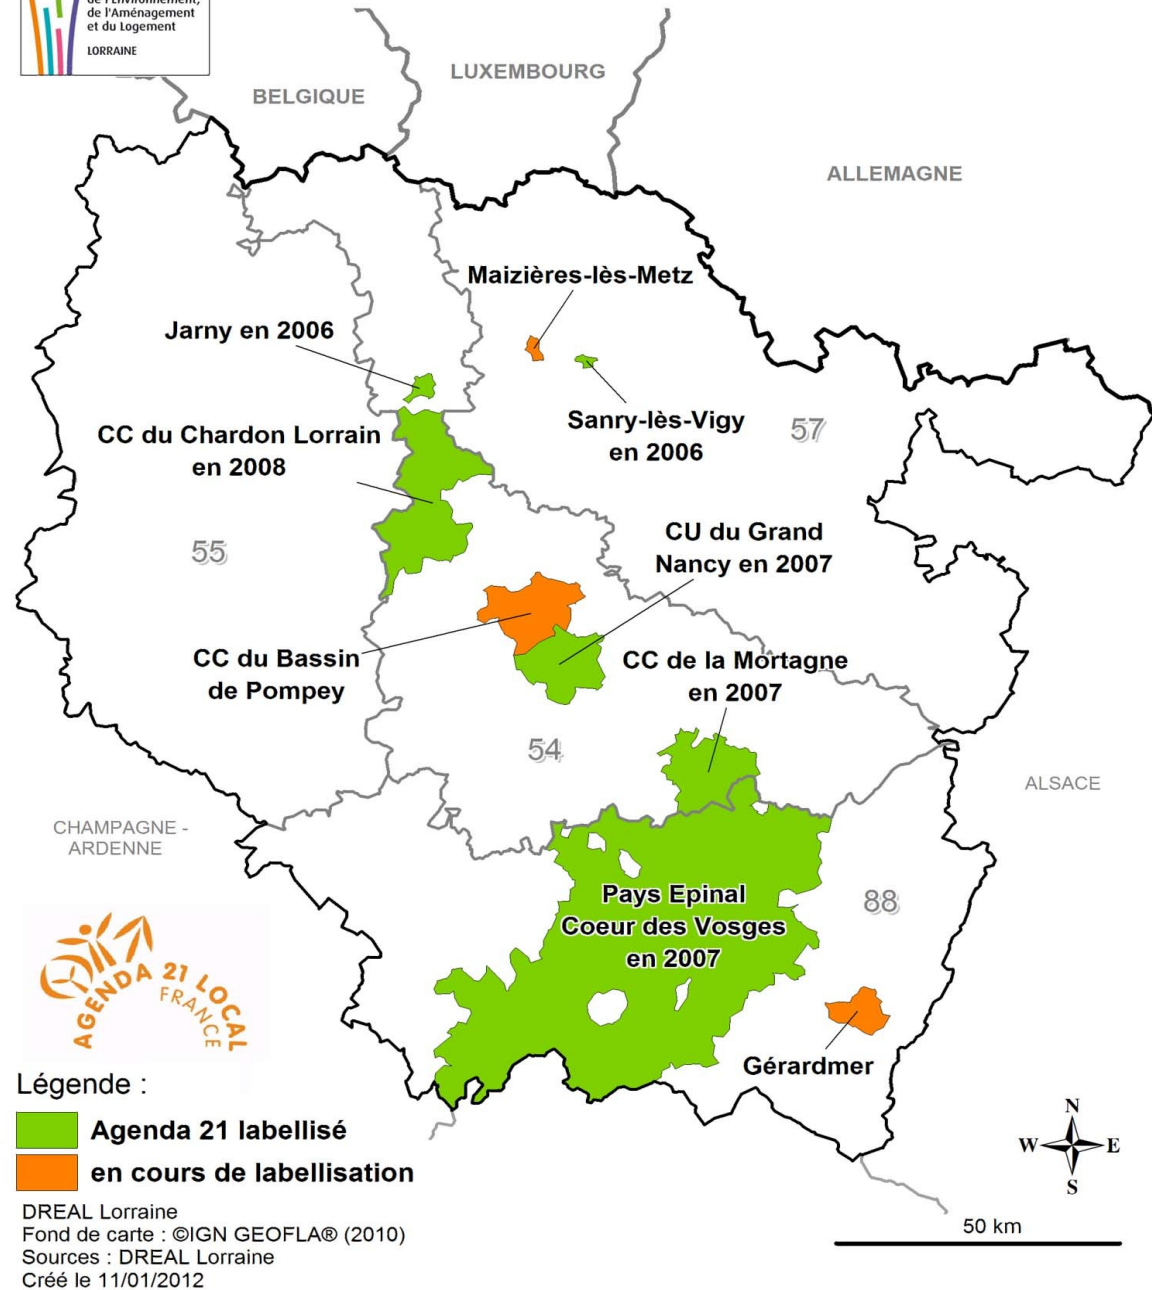 de l'Environnement,
de l'Aménagement
et du Logement
LORRAINE
BELGIQUE
LUXEMBOURG
ALLEMAGNE
Maizières-lès-Metz
Jarny en 2006
Sanry-lès-Vigy
en 2006
57
CC du Chardon Lorrain
en 2008
CU du Grand
Nancy en 2007
55
CC du Bassin
de Pompey
CC de la Mortagne
en 2007
54
ALSACE
CHAMPAGNE -
ARDENNE
Pays Epinal
Coeur des Vosges
en 2007
88
AGENDA 21 LOCAL
FRANCE
Gérardmer
Légende :
Agenda 21 labellisé
en cours de labellisation
N
W E
S
50 km
DREAL Lorraine
Fond de carte : ©IGN GEOFLA® (2010)
Sources : DREAL Lorraine
Créé le 11/01/2012